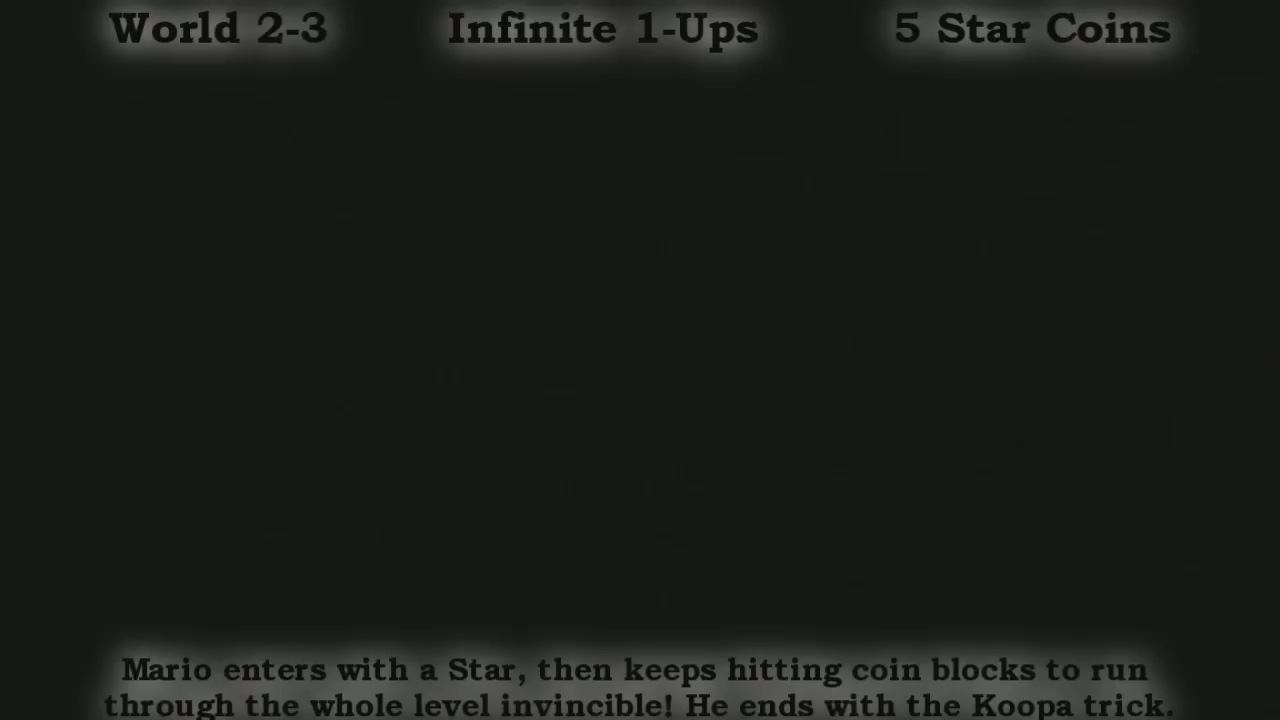 World 2-3 Infinite 1-Ups 5 Star Coins
Mario enters with a Star, then keeps hitting coin blocks to run
through the whole level invincible! He ends with the Koopa trick.